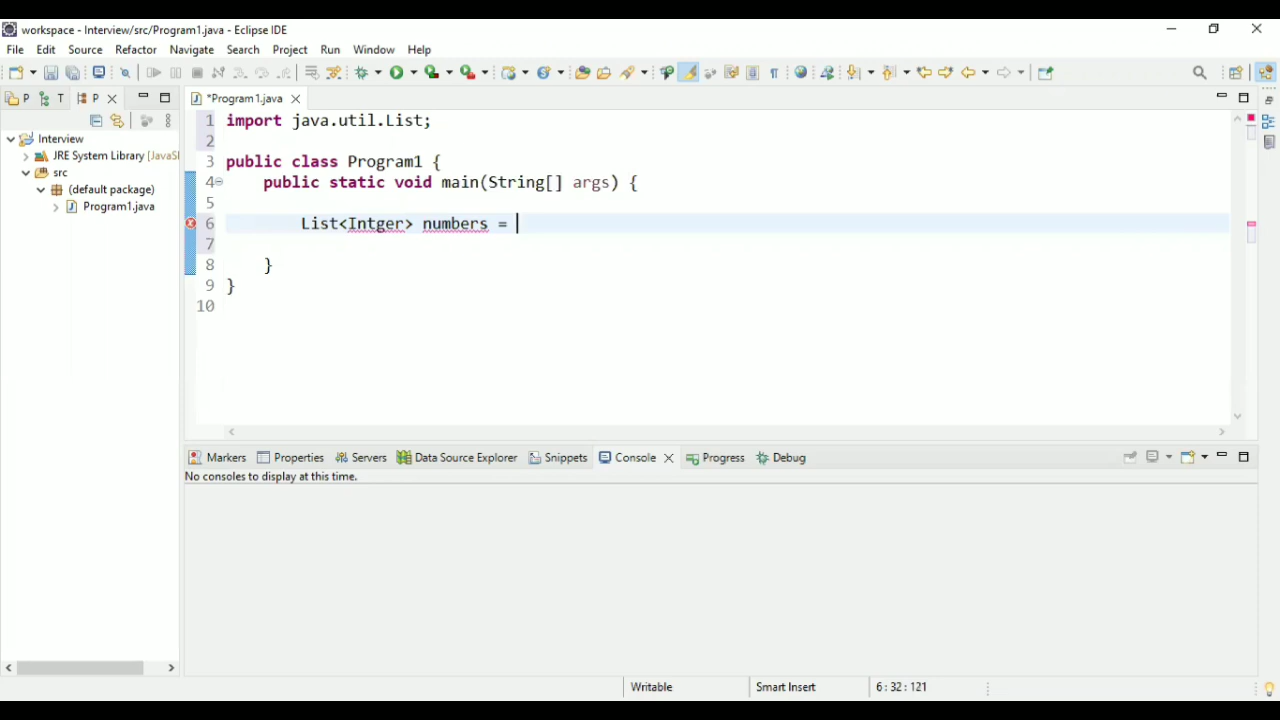 workspace - Interview/src/Program1.java - Eclipse IDE
File Edit Source Refactor Navigate Search Project Run Window Help
P T P
*Program1.java
Interview
JRE System Library [JavaS
src
(default package)
Program1.java
1 import java.util.List;
2
3 public class Program1 {
4 public static void main(String[] args) {
5
6 List<Intger> numbers =
7
8 }
9 }
10
Markers Properties Servers Data Source Explorer Snippets Console Progress Debug
No consoles to display at this time.
Writable Smart Insert 6 : 32 : 121